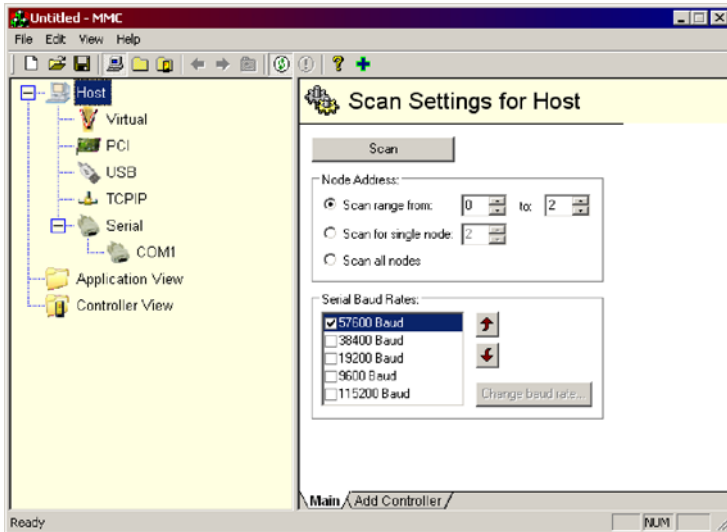 Untitled - MMC
File Edit View Help
Host
Virtual
PCI
USB
TCPIP
Serial
COM1
Application View
Controller View
Scan Settings for Host
Scan
Node Address:
Scan range from: 0 to: 2
Scan for single node: 2
Scan all nodes
Serial Baud Rates:
57600 Baud
38400 Baud
19200 Baud
9600 Baud
115200 Baud
Change baud rate...
Main Add Controller
Ready NUM